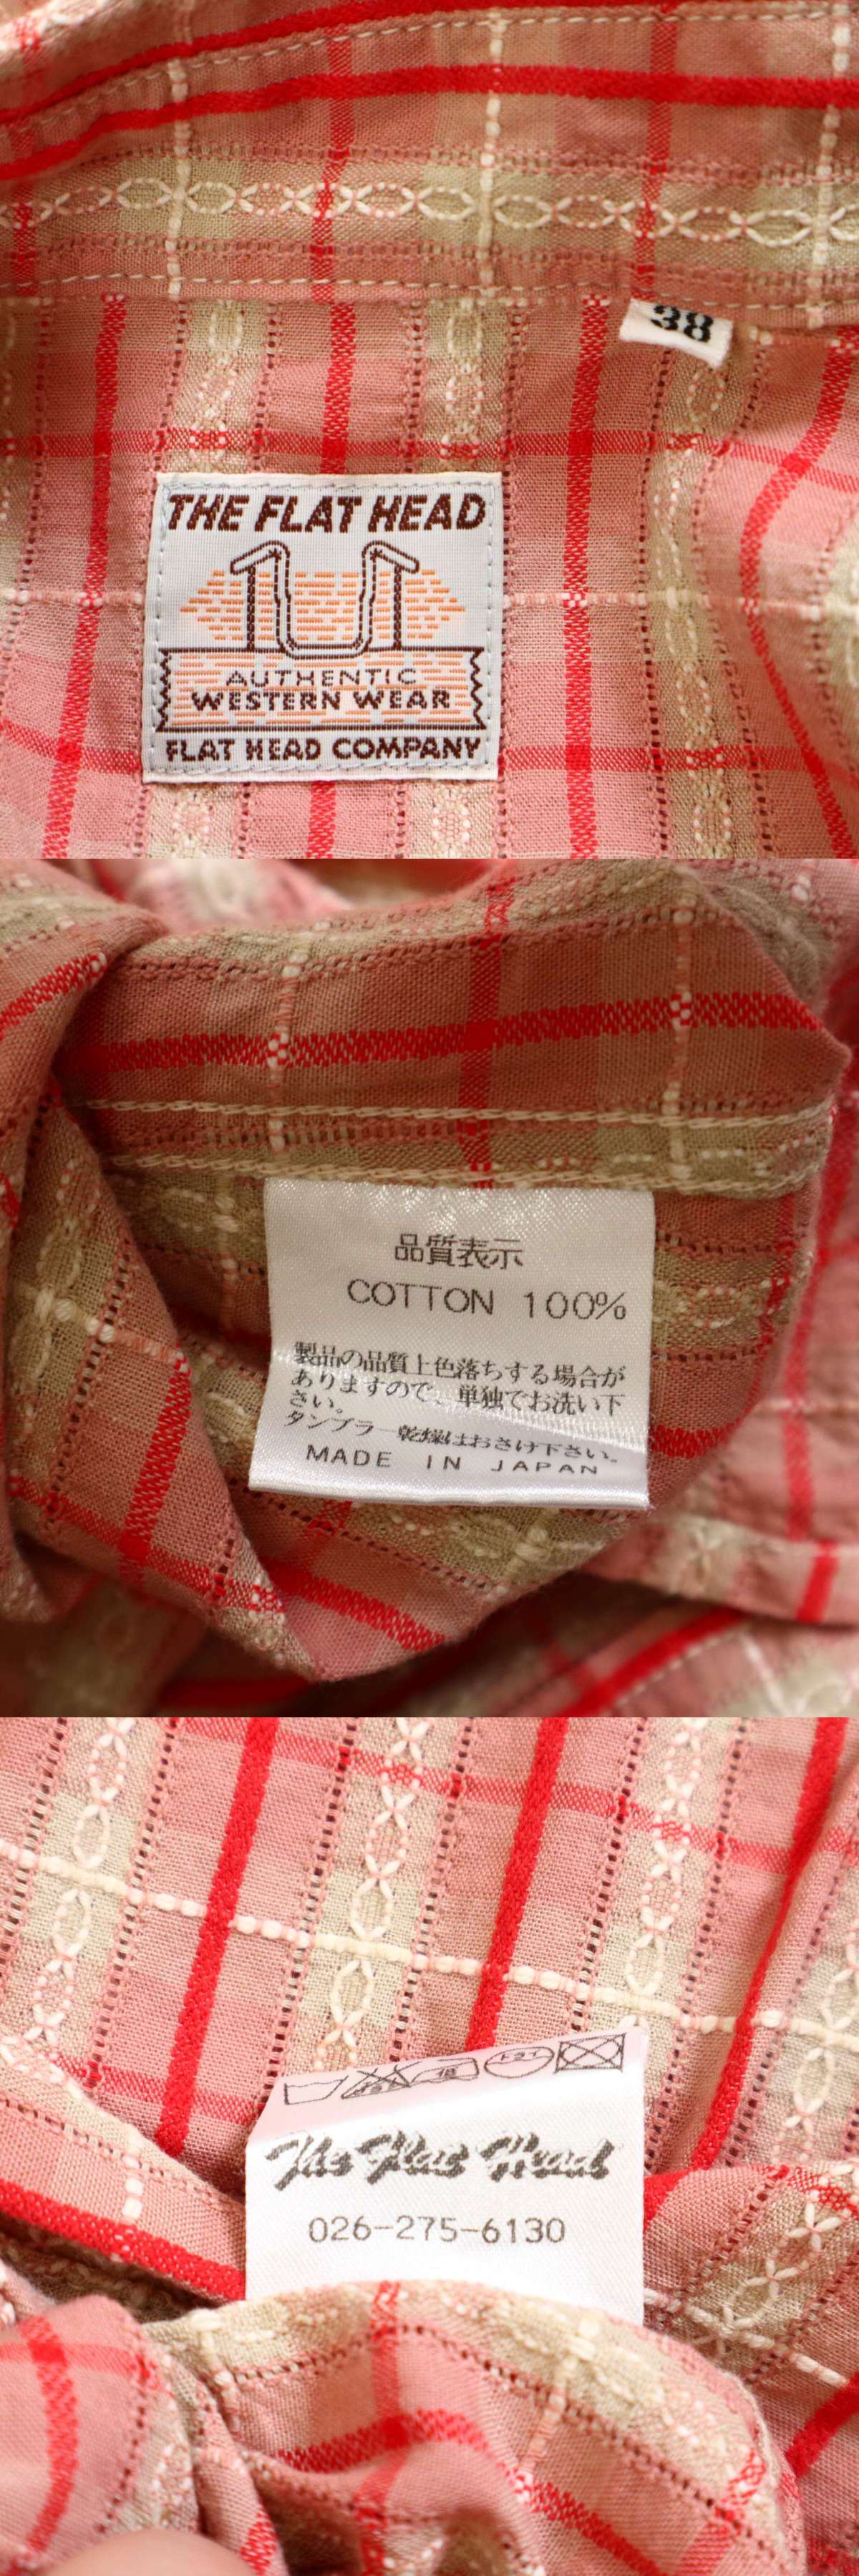 38
THE FLAT HEAD
AUTHENTIC
WESTERN WEAR
FLAT HEAD COMPANY
品質表示
COTTON 100%
製品の品質上色落ちする場合が
ありますので、単独でお洗い下
さい。
タンブラー乾燥はおさけ下さい。
MADE IN JAPAN
The Flat Head
026-275-6130